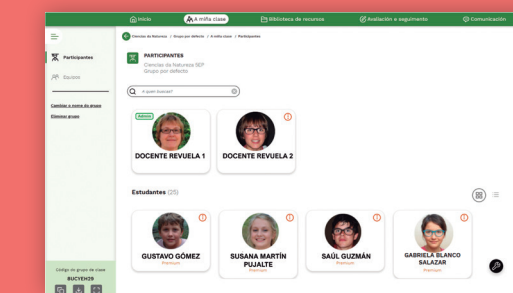 Inicio
A miña clase
Biblioteca de recursos
Avaliación e seguimento
Comunicación
Ciencias da Natureza / Grupo por defecto / A miña clase / Participantes
Participantes
Equipos
Cambiar o nome do grupo
Eliminar grupo
PARTICIPANTES
Ciencias da Natureza 5EP
Grupo por defecto
A quen buscas?
Admin
DOCENTE REVUELA 1
DOCENTE REVUELA 2
Estudantes (25)
GUSTAVO GÓMEZ
Premium
SUSANA MARTÍN
PUJALTE
Premium
SAÚL GUZMÁN
Premium
GABRIELA BLANCO
SALAZAR
Premium
Código do grupo de clase
8UCYEH29